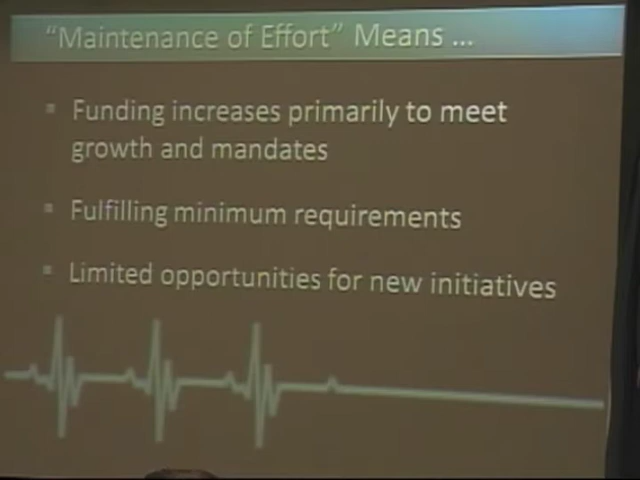 “Maintenance of Effort” Means ...
▪ Funding increases primarily to meet
growth and mandates
▪ Fulfilling minimum requirements
▪ Limited opportunities for new initiatives